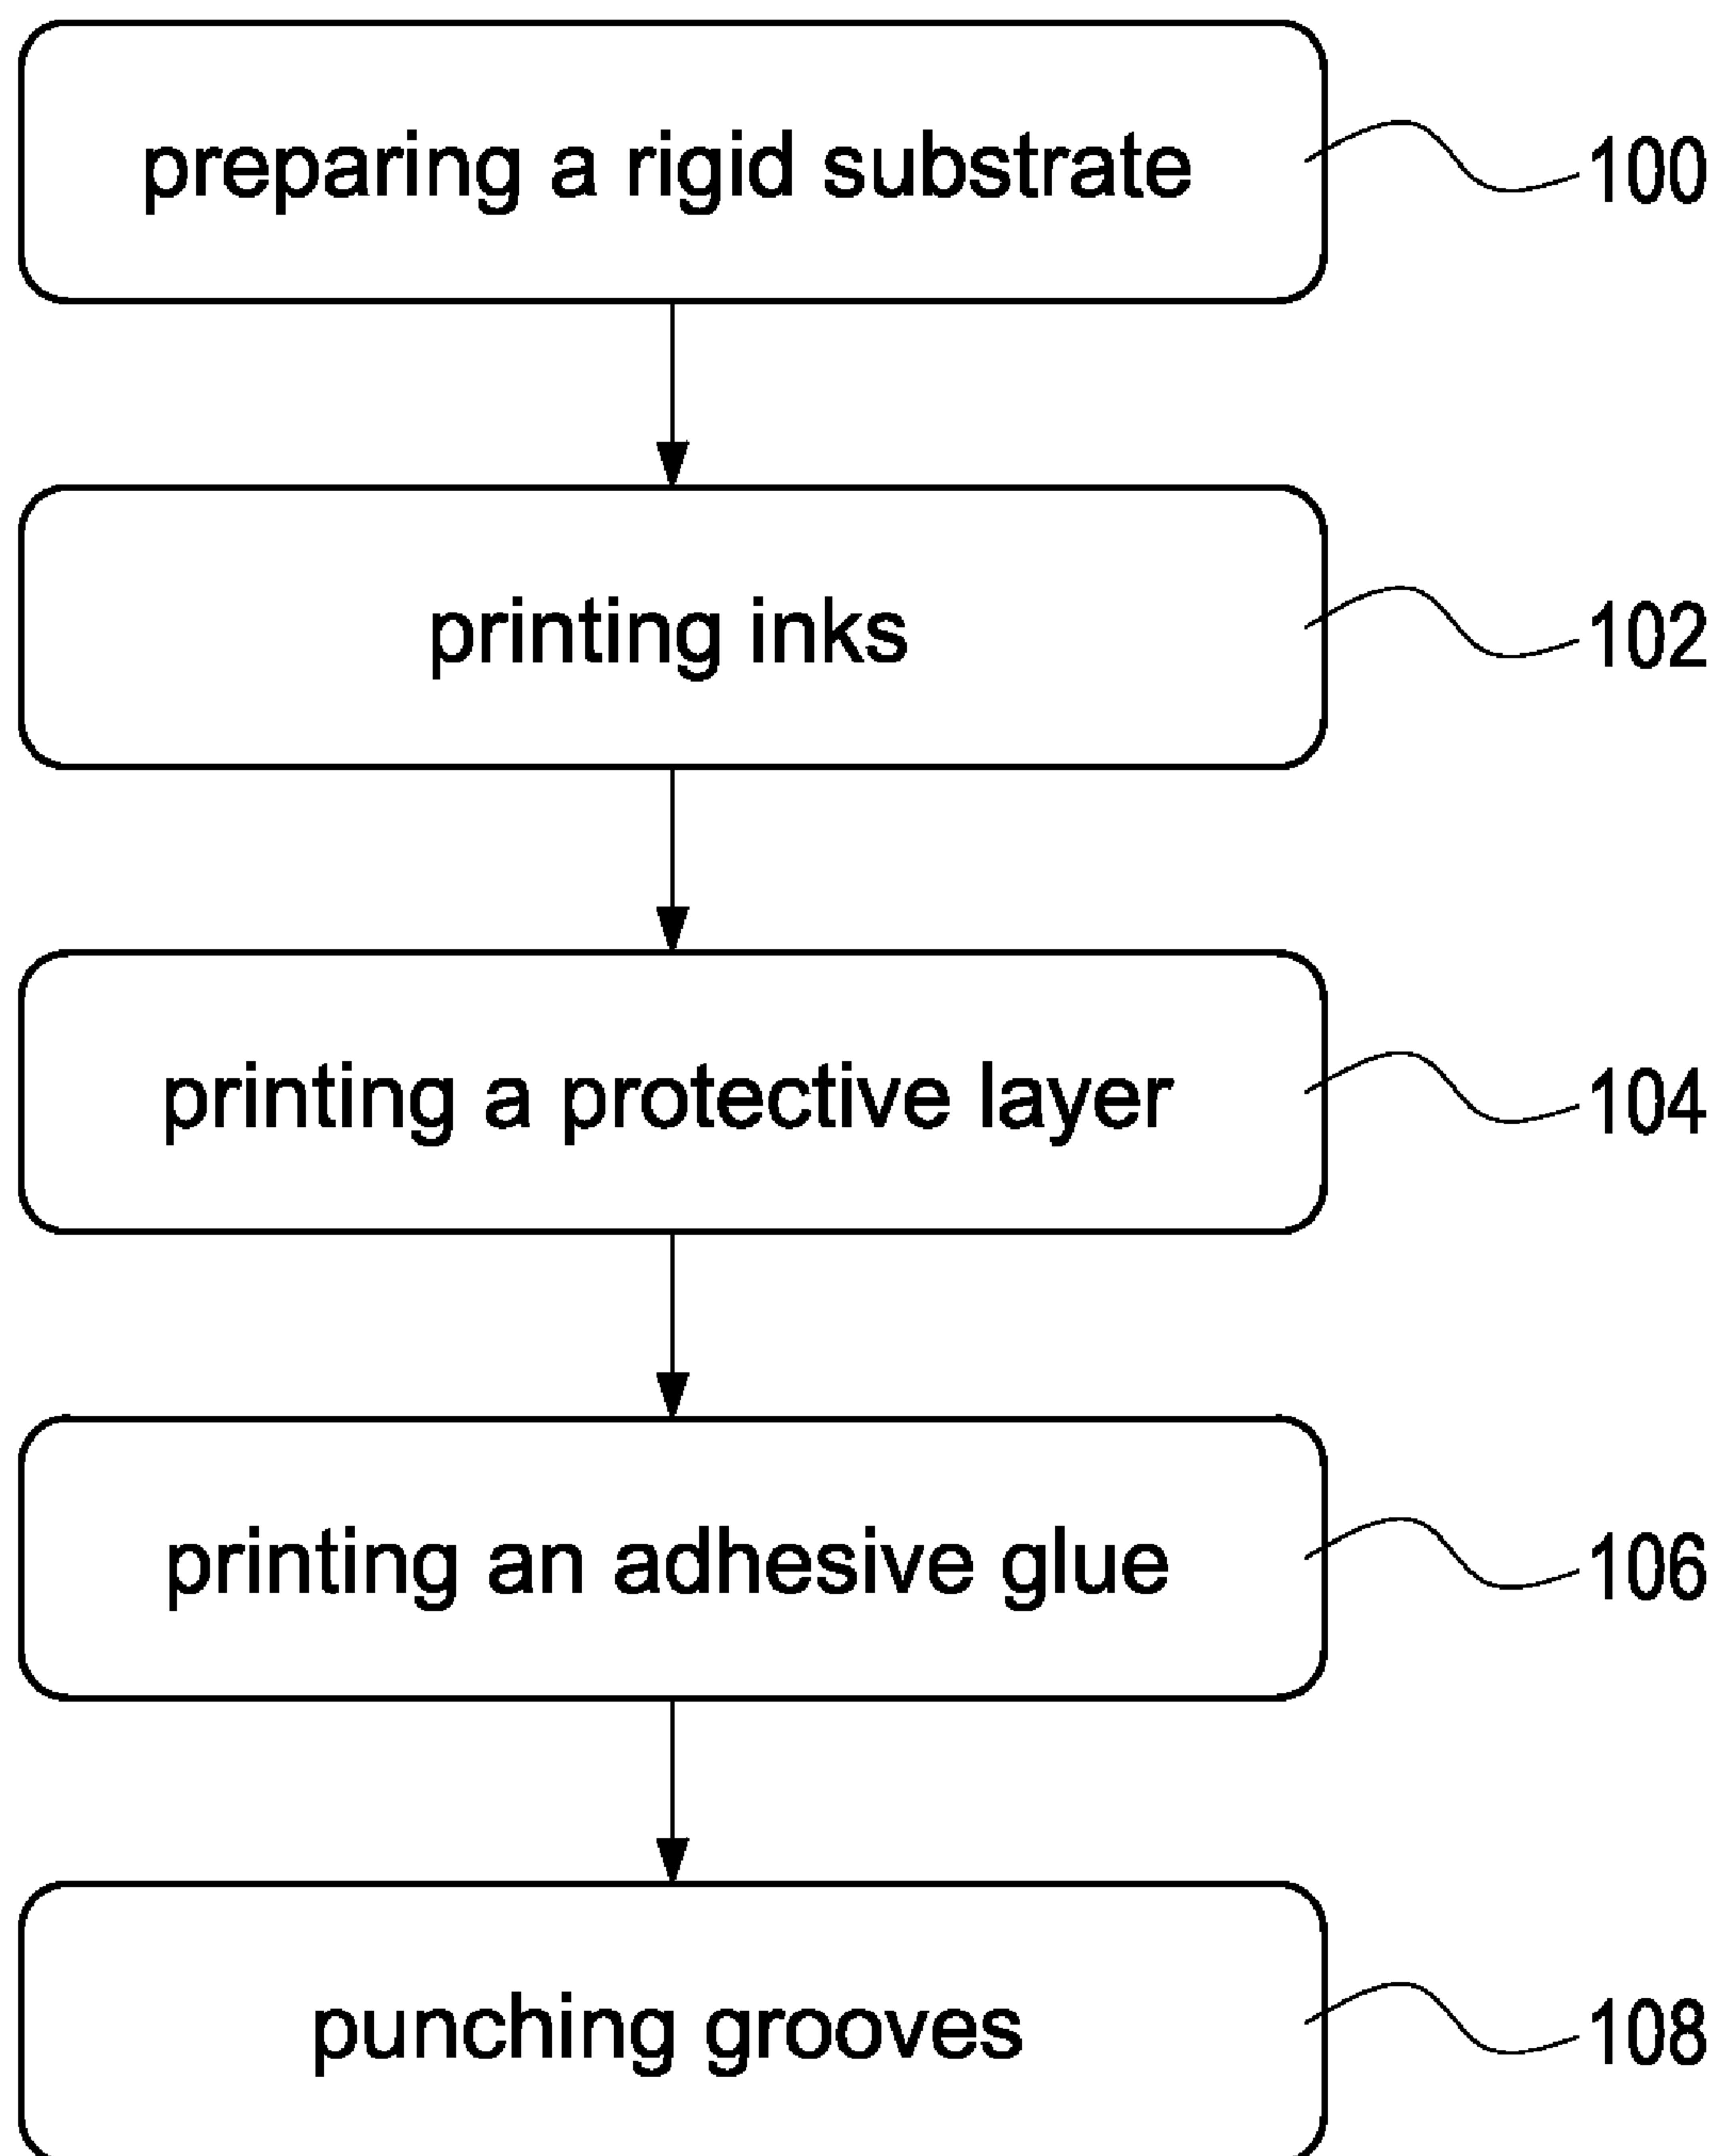 preparing a rigid substrate 100
printing inks 102
printing a protective layer 104
printing an adhesive glue 106
punching grooves 108